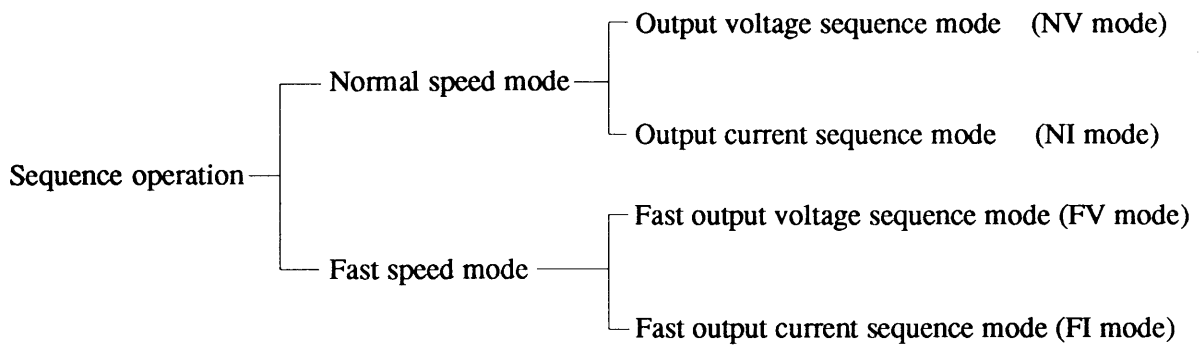 Output voltage sequence mode (NV mode)
Normal speed mode
Output current sequence mode (NI mode)
Sequence operation
Fast output voltage sequence mode (FV mode)
Fast speed mode
Fast output current sequence mode (FI mode)